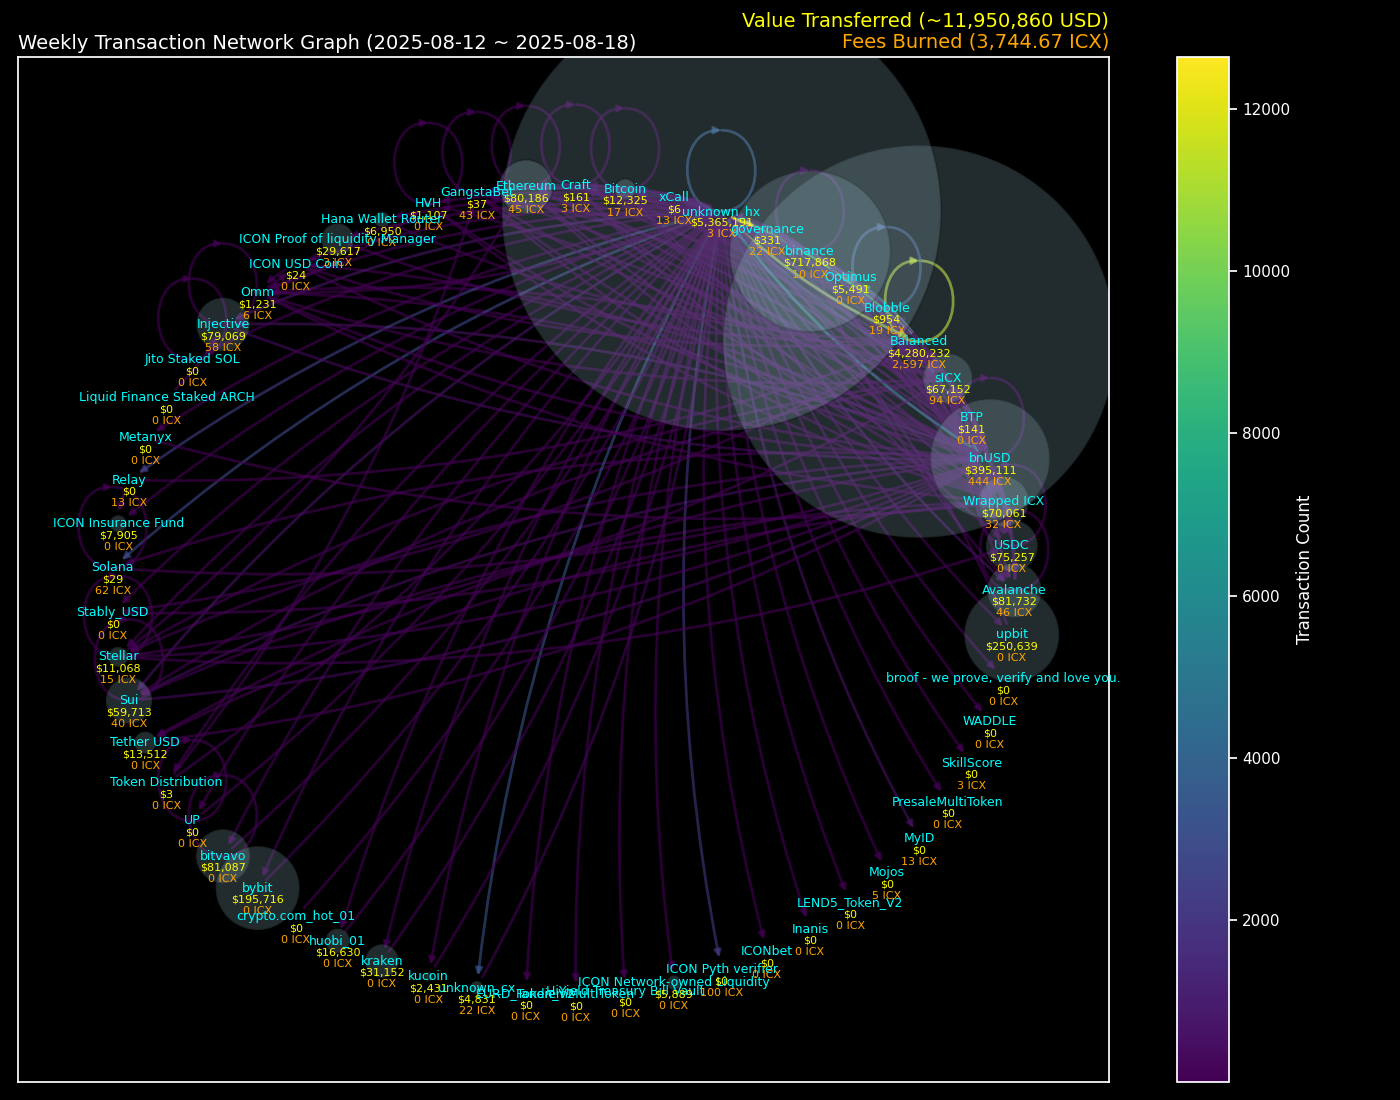 Value Transferred (~11,950,860 USD)
Weekly Transaction Network Graph (2025-08-12 ~ 2025-08-18)
Fees Burned (3,744.67 ICX)
Ethereum
$80,186
45 ICX
Craft
$161
3 ICX
Bitcoin
$12,325
17 ICX
xCall
$6
13 ICX
GangstaBet
$37
43 ICX
HVH
$1,107
0 ICX
Hana Wallet Router
$6,950
0 ICX
ICON Proof of liquidity Manager
$29,617
ICX
ICON USD Coin
$24
0 ICX
Omm
$1,231
6 ICX
Injective
$79,069
58 ICX
Jito Staked SOL
$0
0 ICX
Liquid Finance Staked ARCH
$0
0 ICX
Metanyx
$0
0 ICX
Relay
$0
13 ICX
ICON Insurance Fund
$7,905
0 ICX
Solana
$29
62 ICX
Stably_USD
$0
0 ICX
Stellar
$11,068
15 ICX
Sui
$59,713
40 ICX
Tether USD
$13,512
0 ICX
Token Distribution
$3
0 ICX
UP
$0
0 ICX
bitvavo
$81,087
0 ICX
bybit
$195,716
0 ICX
crypto.com_hot_01
$0
0 ICX
huobi_01
$16,630
0 ICX
kraken
$31,152
0 ICX
kucoin
$2,431
0 ICX
unknown_cx
$4,831
22 ICX
$0
0 ICX
$0
0 ICX
Treasury Bill Vault
$0
0 ICX
ICON Network-owned Liquidity
$5,889
0 ICX
ICON Pyth verifier
$0
100 ICX
ICONbet
$0
0 ICX
Inanis
$0
0 ICX
LEND5_Token_V2
$0
0 ICX
Mojos
$0
5 ICX
MyID
$0
13 ICX
PresaleMultiToken
$0
0 ICX
SkillScore
$0
3 ICX
WADDLE
$0
0 ICX
broof - we prove, verify and love you.
$0
0 ICX
upbit
$250,639
0 ICX
Avalanche
$81,732
46 ICX
USDC
$75,257
0 ICX
Wrapped ICX
$70,061
32 ICX
bnUSD
$395,111
444 ICX
BTP
$141
0 ICX
sICX
$67,152
94 ICX
Balanced
$4,280,232
2,597 ICX
Blobble
$954
19 ICX
Optimus
$5,491
0 ICX
binance
$717,868
10 ICX
governance
$331
22 ICX
unknown_hx
$5,365,191
3 ICX
12000
10000
8000
6000
4000
2000
Transaction Count